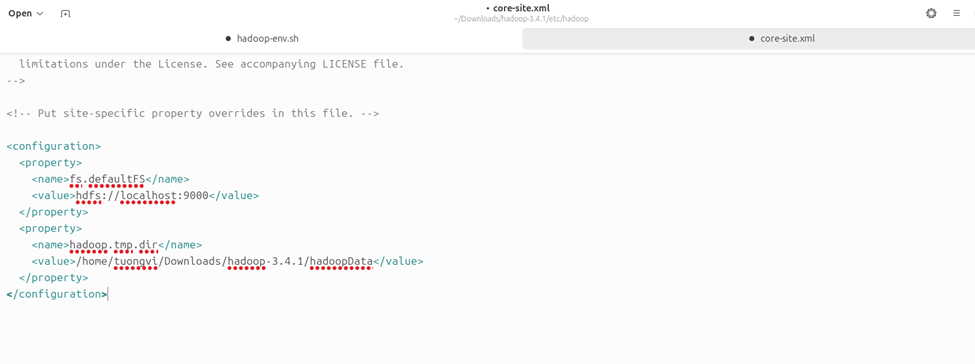 Open
• core-site.xml
~/Downloads/hadoop-3.4.1/etc/hadoop
● hadoop-env.sh
● core-site.xml
limitations under the License. See accompanying LICENSE file.
-->
<!-- Put site-specific property overrides in this file. -->
<configuration>
<property>
<name>fs.defaultFS</name>
<value>hdfs://localhost:9000</value>
</property>
<property>
<name>hadoop.tmp.dir</name>
<value>/home/tuongvi/Downloads/hadoop-3.4.1/hadoopData</value>
</property>
</configuration>